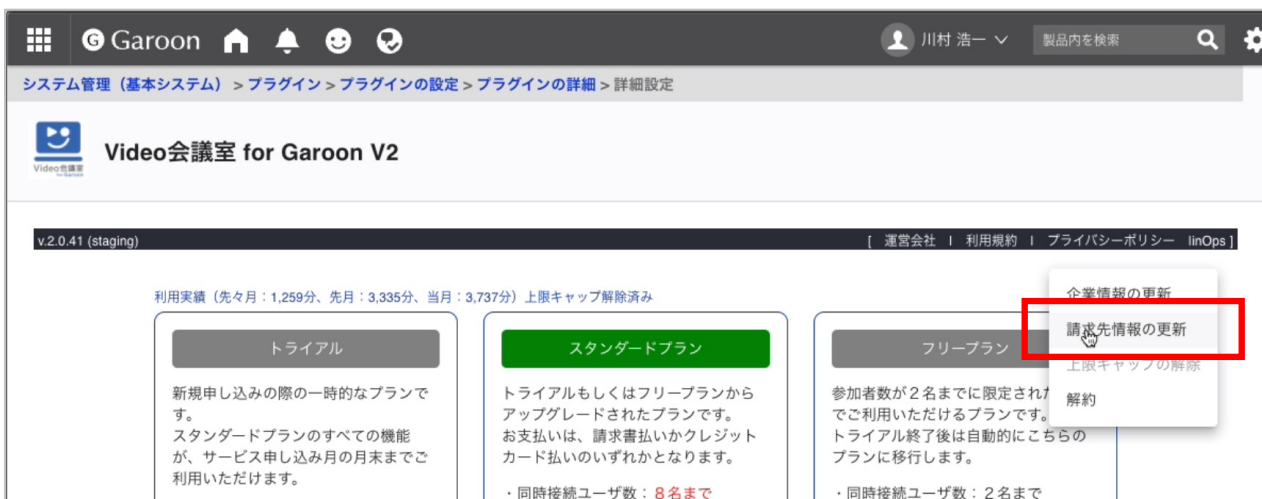 G Garoon 川村 浩一 製品内を検索
システム管理（基本システム） > プラグイン > プラグインの設定 > プラグインの詳細 > 詳細設定
Video会議室 for Garoon
Video会議室 for Garoon V2
v.2.0.41 (staging) [ 運営会社 | 利用規約 | プライバシーポリシー linOps ]
利用実績（先々月：1,259分、先月：3,335分、当月：3,737分）上限キャップ解除済み
企業情報の更新
請求先情報の更新
上限キャップの解除
解約
トライアル
新規申し込みの際の一時的なプランで
す。
スタンダードプランのすべての機能
が、サービス申し込み月の月末までご
利用いただけます。
スタンダードプラン
トライアルもしくはフリープランから
アップグレードされたプランです。
お支払いは、請求書払いかクレジット
カード払いのいずれかとなります。
・同時接続ユーザ数：８名まで
フリープラン
参加者数が２名までに限定された
でご利用いただけるプランです。
トライアル終了後は自動的にこちらの
プランに移行します。
・同時接続ユーザ数：２名まで